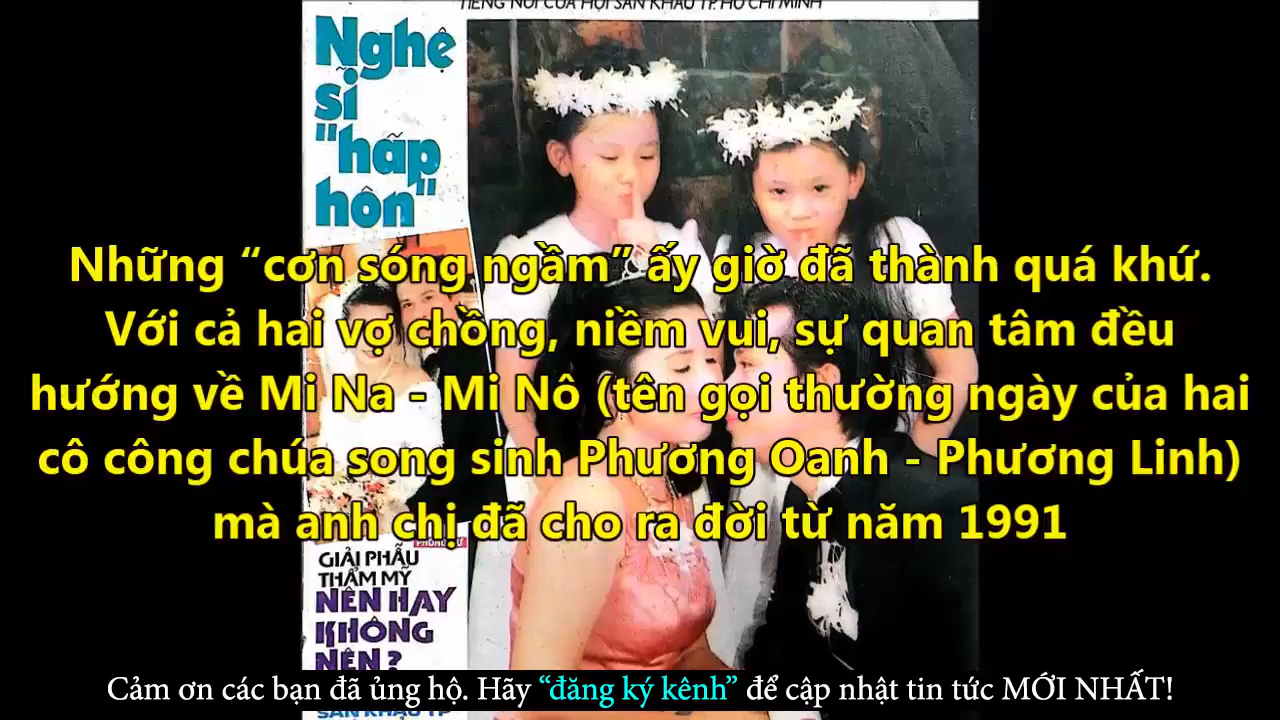 TIẾNG NÓI CỦA HỘI SÂN KHẤU TP. HỒ CHÍ MINH
Nghệ
sĩ
"hấp
hôn"
Những “cơn sóng ngầm” ấy giờ đã thành quá khứ.
Với cả hai vợ chồng, niềm vui, sự quan tâm đều
hướng về Mi Na - Mi Nô (tên gọi thường ngày của hai
cô công chúa song sinh Phương Oanh - Phương Linh)
mà anh chị đã cho ra đời từ năm 1991
GIẢI PHẪU
THẨM MỸ
NÊN HAY
KHÔNG
NÊN?
Cảm ơn các bạn đã ủng hộ. Hãy “đăng ký kênh” để cập nhật tin tức MỚI NHẤT!
SÂN KHẤU TP